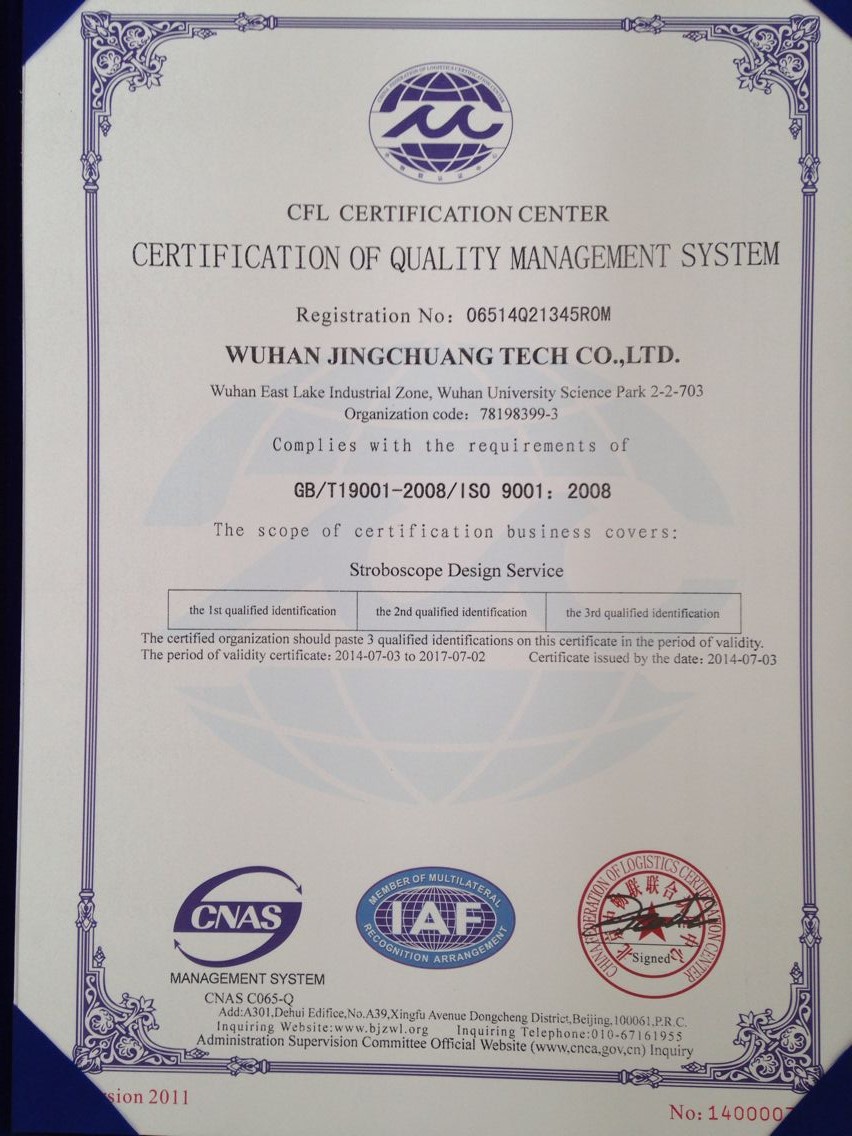 CFL CERTIFICATION CENTER
CERTIFICATION OF QUALITY MANAGEMENT SYSTEM
Registration No: 06514Q21345R0M
WUHAN JINGCHUANG TECH CO.,LTD.
Wuhan East Lake Industrial Zone, Wuhan University Science Park 2-2-703
Organization code: 78198399-3
Complies with the requirements of
GB/T19001-2008/ISO 9001: 2008
The scope of certification business covers:
Stroboscope Design Service
the 1st qualified identification the 2nd qualified identification the 3rd qualified identification
The certified organization should paste 3 qualified identifications on this certificate in the period of validity.
The period of validity certificate: 2014-07-03 to 2017-07-02 Certificate issued by the date: 2014-07-03
CNAS
MANAGEMENT SYSTEM
CNAS C065-Q
MEMBER OF MULTILATERAL
IAF
RECOGNITION ARRANGEMENT
CHINA FEDERATION OF LOGISTICS CERTIFICATION CENTER
Signed
Add:A301,Dehui Edifice,No.A39,Xingfu Avenue Dongcheng District,Beijing,100061,P.R.C.
Inquiring Website:www.bjzwl.org Inquiring Telephone:010-67161955
Administration Supervision Committee Official Website (www,cnca,gov,cn) Inquiry
sion 2011
No: 140000